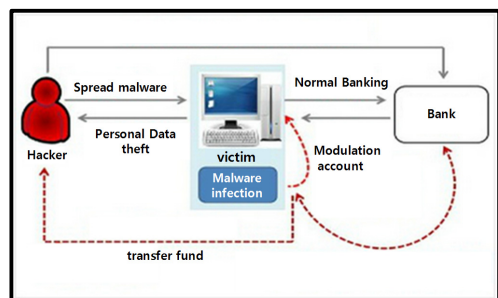 Spread malware
Normal Banking
Bank
Personal Data
theft
Hacker
victim
Modulation
account
Malware
infection
transfer fund